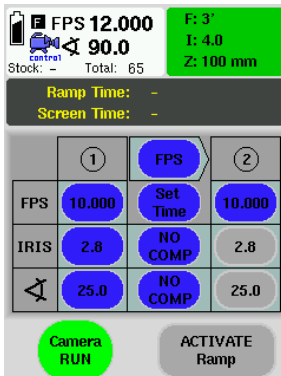 F FPS 12.000
control 90.0
Stock: – Total: 65
F: 3'
I: 4.0
Z: 100 mm
Ramp Time: –
Screen Time: –
1 FPS 2
FPS 10.000 Set Time 10.000
IRIS 2.8 NO COMP 2.8
∢ 25.0 NO COMP 25.0
Camera RUN
ACTIVATE Ramp